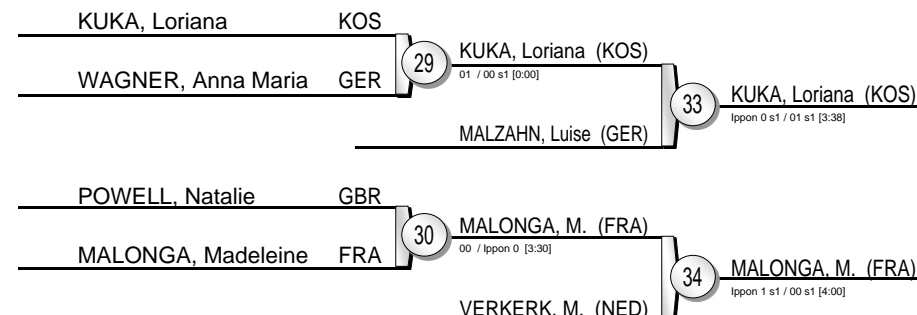 KUKA, Loriana KOS
WAGNER, Anna Maria GER
29
KUKA, Loriana (KOS)
01 / 00 s1 [0:00]
MALZAHN, Luise (GER)
33
KUKA, Loriana (KOS)
Ippon 0 s1 / 01 s1 [3:38]
POWELL, Natalie GBR
MALONGA, Madeleine FRA
30
MALONGA, M. (FRA)
00 / Ippon 0 [3:30]
VERKERK, M. (NED)
34
MALONGA, M. (FRA)
Ippon 1 s1 / 00 s1 [4:00]